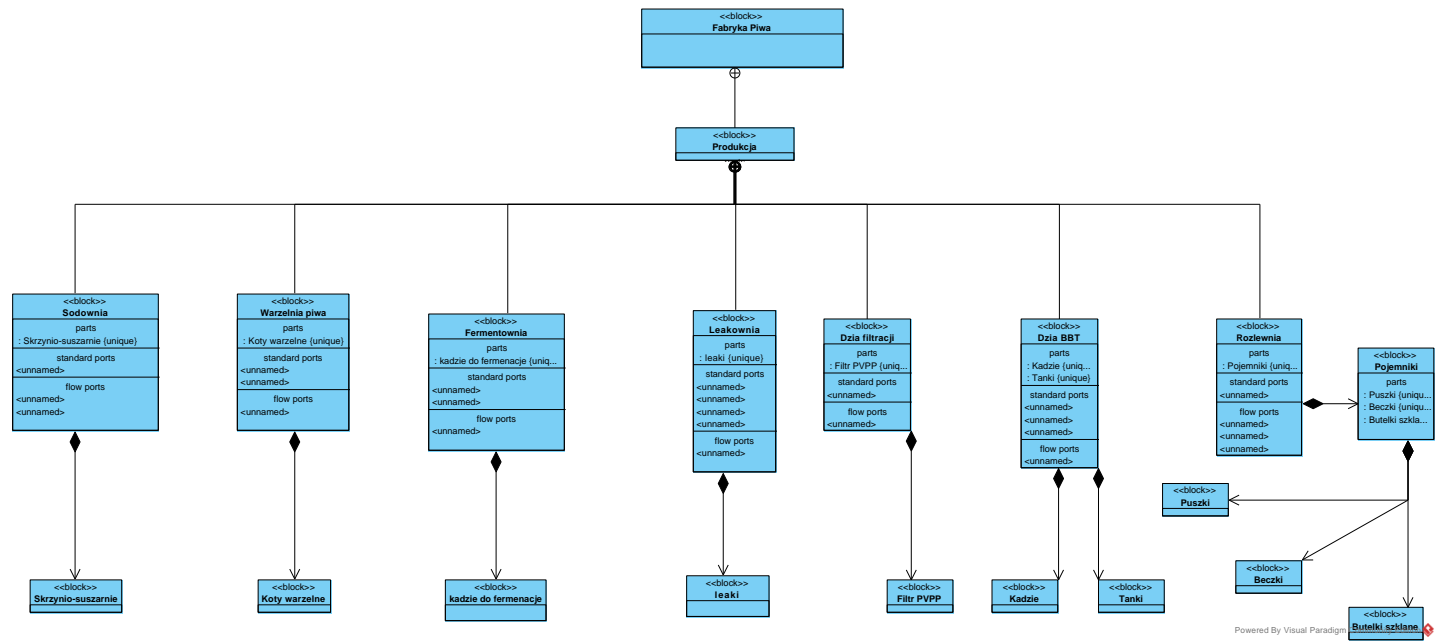 <<block>>
Fabryka Piwa
<<block>>
Produkcja
<<block>>
Sodownia
parts
: Skrzynio-suszarnie {unique}
standard ports
<unnamed>
flow ports
<unnamed>
<unnamed>
<<block>>
Warzelnia piwa
parts
: Koty warzelne {unique}
standard ports
<unnamed>
<unnamed>
flow ports
<unnamed>
<<block>>
Fermentownia
parts
: kadzie do fermenacje {uniq...
standard ports
<unnamed>
<unnamed>
flow ports
<unnamed>
<<block>>
Leakownia
parts
: leaki {unique}
standard ports
<unnamed>
<unnamed>
<unnamed>
<unnamed>
flow ports
<unnamed>
<<block>>
Dzia filtracji
parts
: Filtr PVPP {uniq...
standard ports
<unnamed>
flow ports
<unnamed>
<<block>>
Dzia BBT
parts
: Kadzie {uniq...
: Tanki {unique}
standard ports
<unnamed>
<unnamed>
<unnamed>
flow ports
<unnamed>
<<block>>
Rozlewnia
parts
: Pojemniki {uniq...
standard ports
<unnamed>
flow ports
<unnamed>
<unnamed>
<unnamed>
<<block>>
Pojemniki
parts
: Puszki {uniqu...
: Beczki {uniqu...
: Butelki szkla...
<<block>>
Puszki
<<block>>
Beczki
<<block>>
Butelki szklane
<<block>>
Skrzynio-suszarnie
<<block>>
Koty warzelne
<<block>>
kadzie do fermenacje
<<block>>
leaki
<<block>>
Filtr PVPP
<<block>>
Kadzie
<<block>>
Tanki
Powered By Visual Paradigm